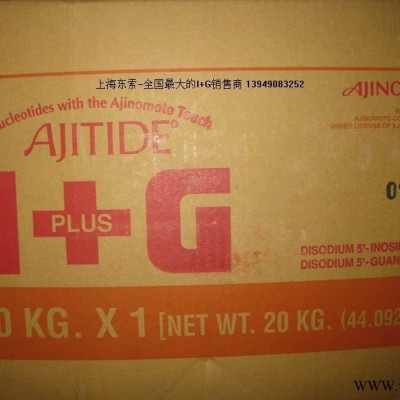 上海东索-全国最大的I+G销售商 13949083252
ucleotides with the Ajinomoto Touch
AJINO
AJITIDE®
AJINOMOTO CO
UNDER LICENSE OF AJ
I+G
PLUS
DISODIUM 5'-INOSI
DISODIUM 5'-GUAN
0 KG. X 1 [NET WT. 20 KG. (44.092
www.